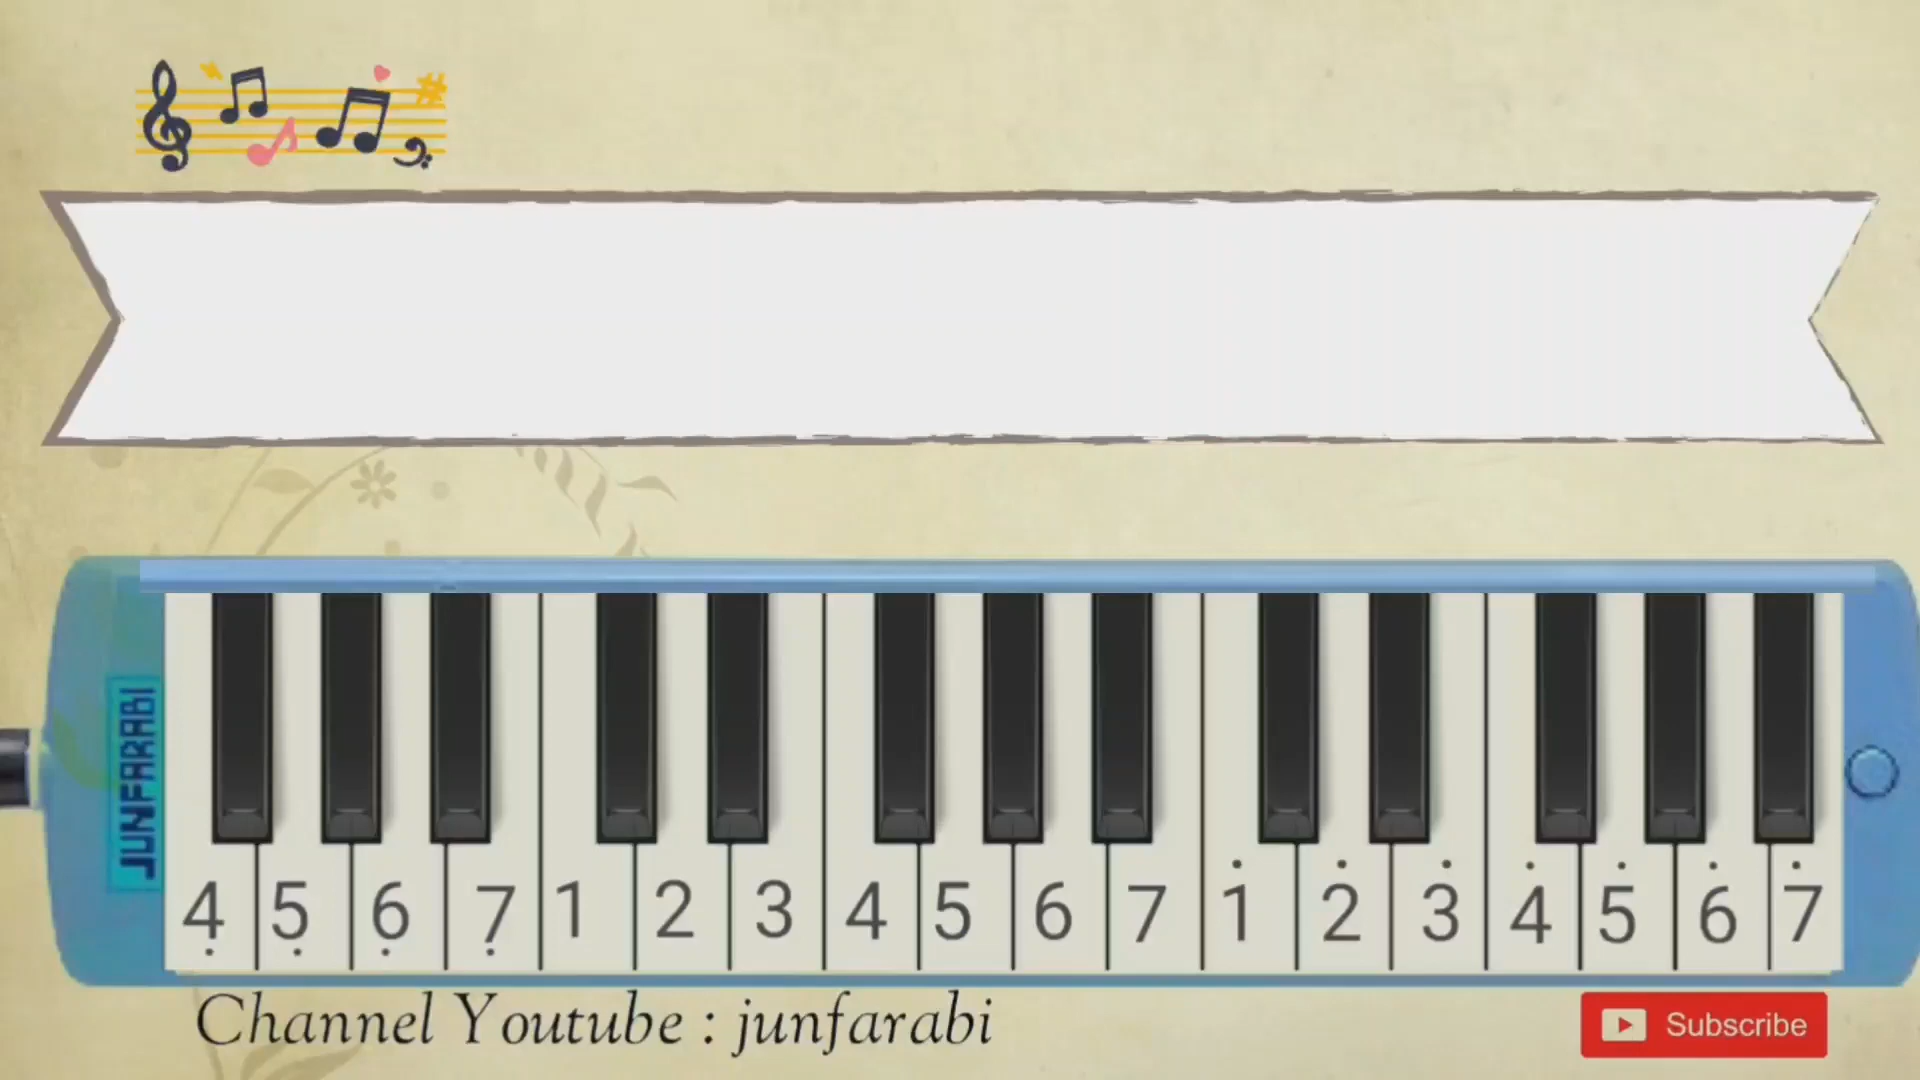 JUNFARABI
4̣ 5̣ 6̣ 7̣ 1 2 3 4 5 6 7 1̇ 2̇ 3̇ 4̇ 5̇ 6̇ 7̇
Channel Youtube : junfarabi
Subscribe